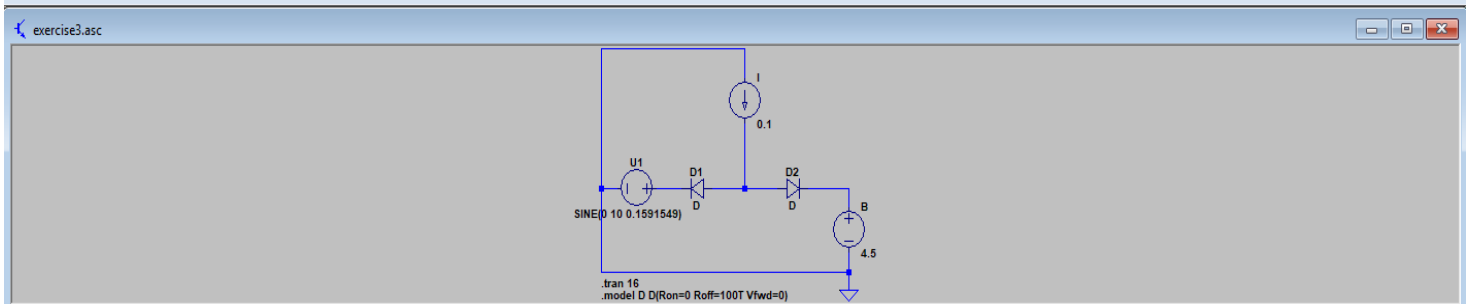 exercise3.asc
I
0.1
U1
D1
D2
D
D
B
SINE(0 10 0.1591549)
4.5
.tran 16
.model D D(Ron=0 Roff=100T Vfwd=0)